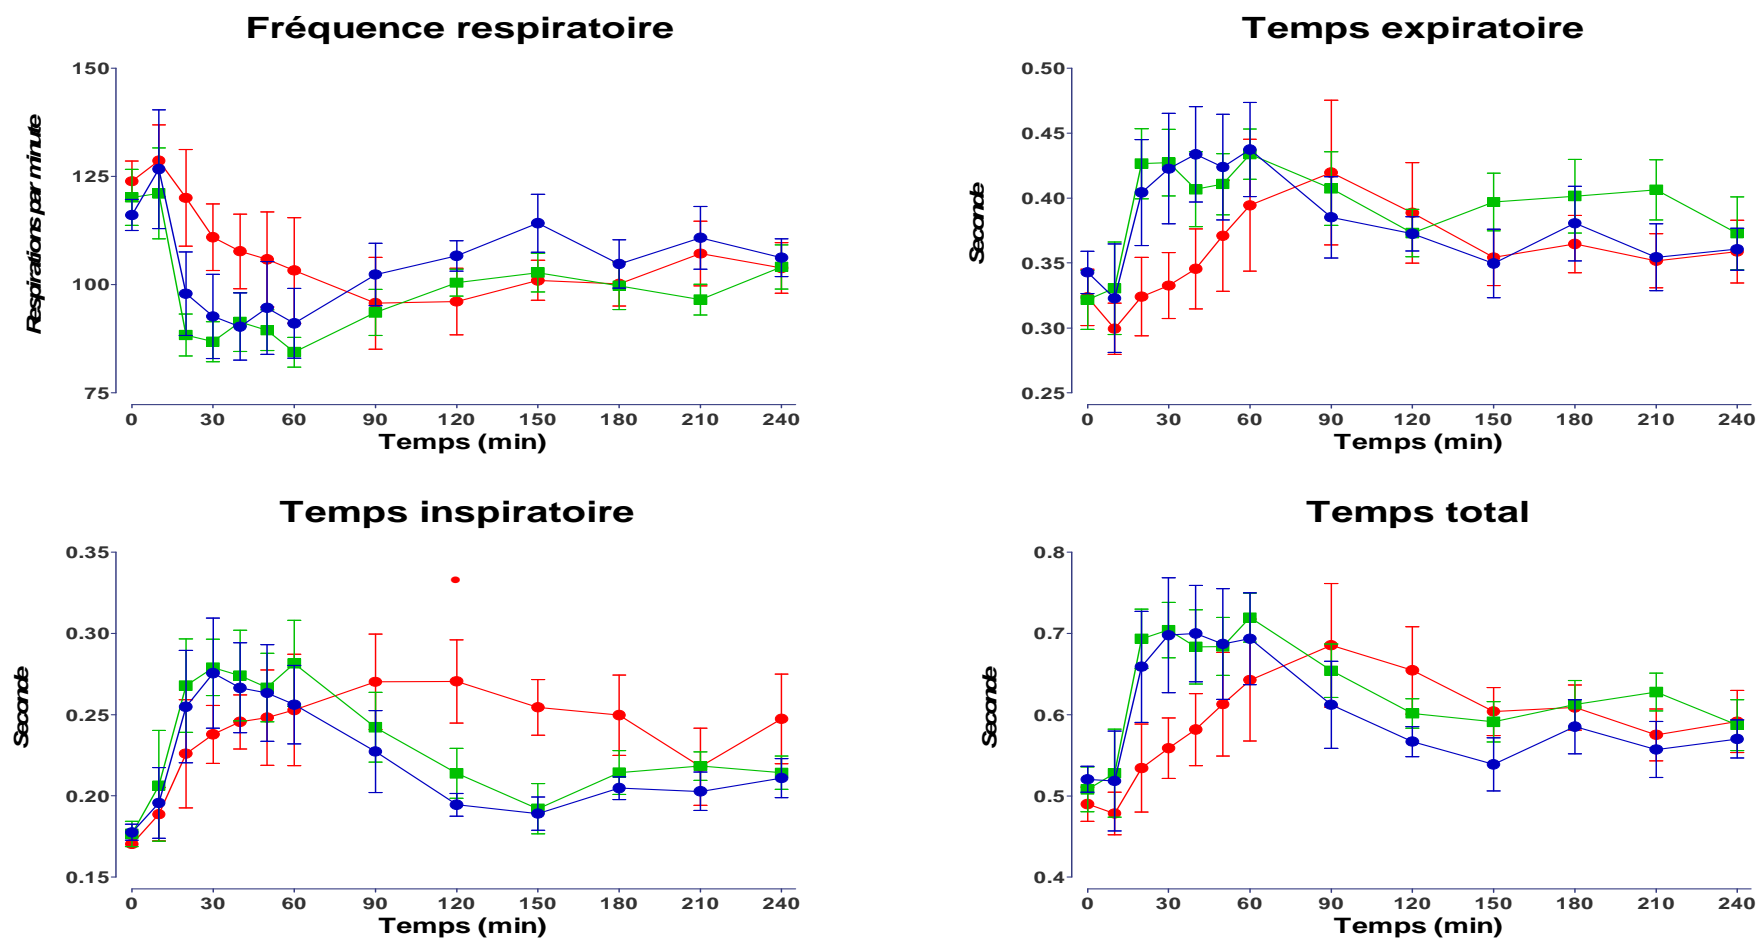 Fréquence respiratoire
Respirations par minute
150
125
100
75
0 30 60 90 120 150 180 210 240
Temps (min)
Temps expiratoire
Seconde
0.50
0.45
0.40
0.35
0.30
0.25
0 30 60 90 120 150 180 210 240
Temps (min)
Temps inspiratoire
Seconde
0.35
0.30
0.25
0.20
0.15
0 30 60 90 120 150 180 210 240
Temps (min)
Temps total
Seconde
0.8
0.7
0.6
0.5
0.4
0 30 60 90 120 150 180 210 240
Temps (min)